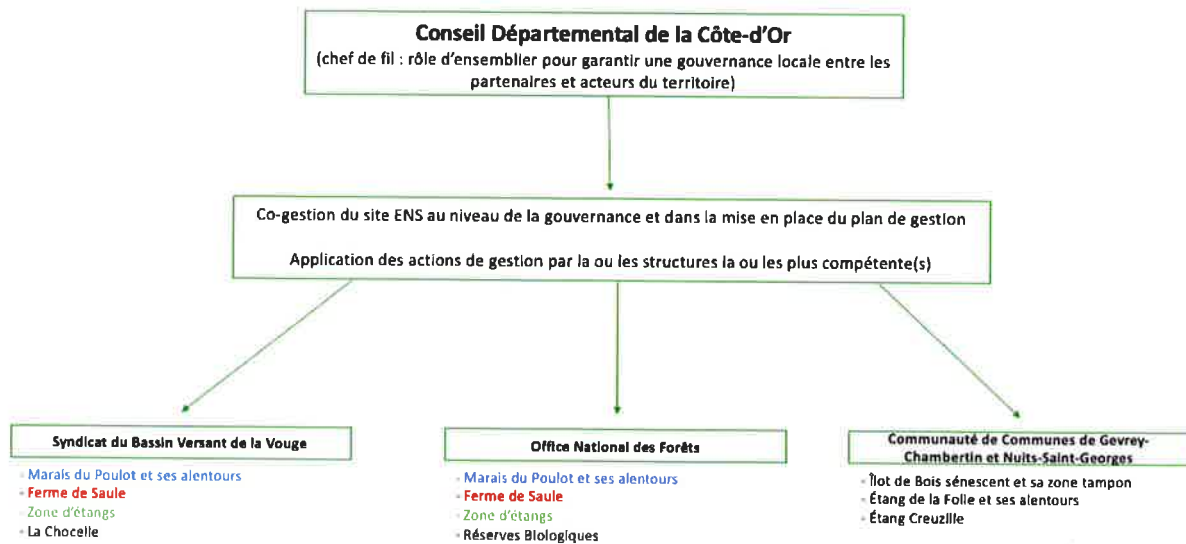 Conseil Départemental de la Côte-d'Or
(chef de fil : rôle d'ensemblier pour garantir une gouvernance locale entre les
partenaires et acteurs du territoire)
Co-gestion du site ENS au niveau de la gouvernance et dans la mise en place du plan de gestion
Application des actions de gestion par la ou les structures la ou les plus compétente(s)
Syndicat du Bassin Versant de la Vouge
- Marais du Poulot et ses alentours
- Ferme de Saule
- Zone d'étangs
- La Chocelle
Office National des Forêts
- Marais du Poulot et ses alentours
- Ferme de Saule
- Zone d'étangs
- Réserves Biologiques
Communauté de Communes de Gevrey-
Chambertin et Nuits-Saint-Georges
- Îlot de Bois sénescent et sa zone tampon
- Étang de la Folie et ses alentours
- Étang Creuzille